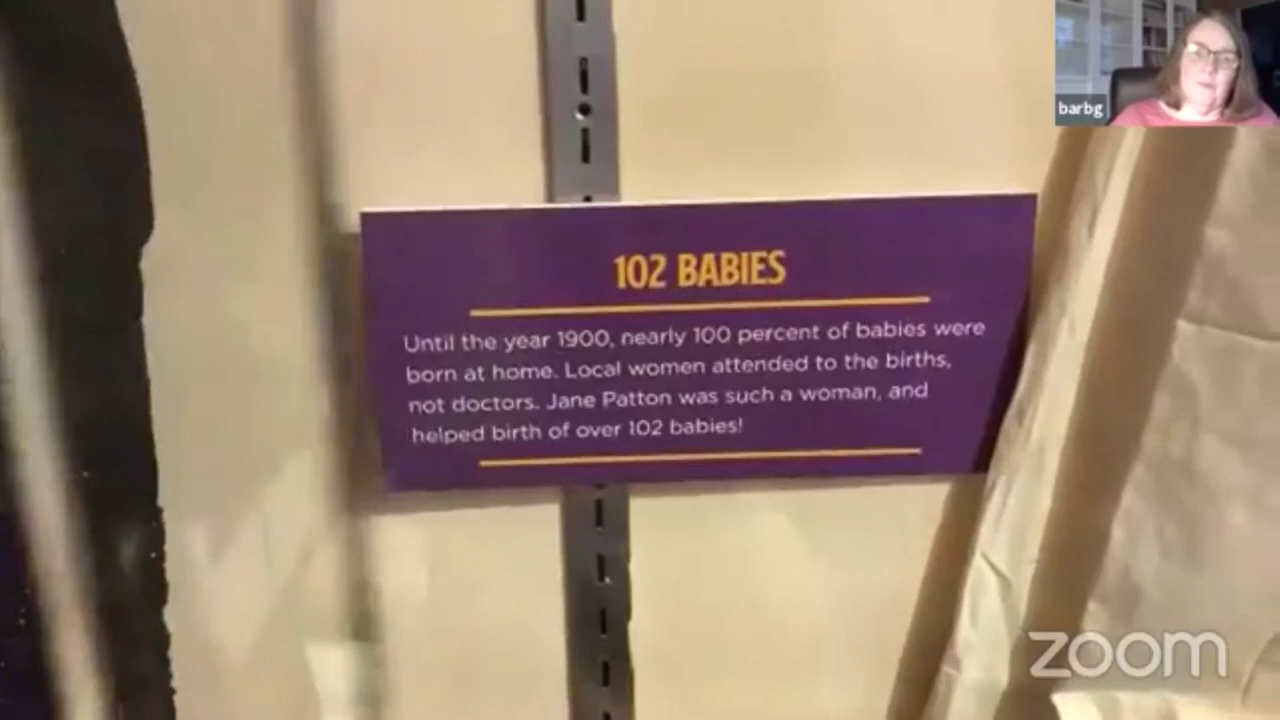 barbg
102 BABIES
Until the year 1900, nearly 100 percent of babies were
born at home. Local women attended to the births,
not doctors. Jane Patton was such a woman, and
helped birth of over 102 babies!
zoom